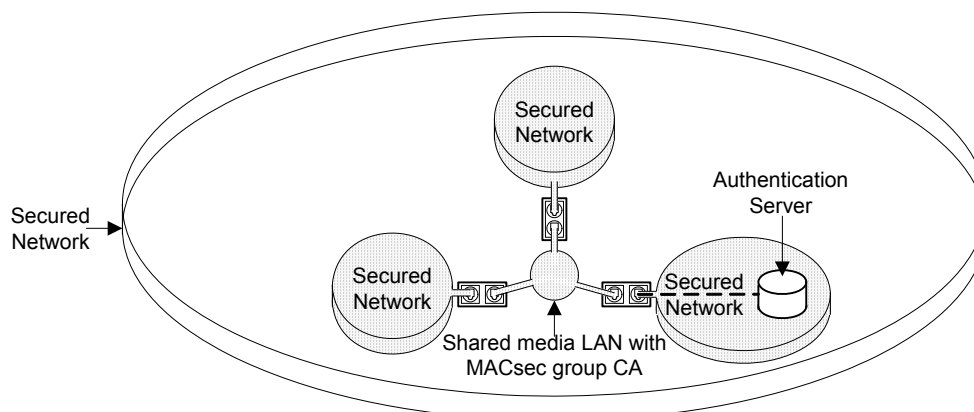 Secured
Network
Authentication
Server
Secured
Network
Secured
Network
Secured
Network
Shared media LAN with
MACsec group CA